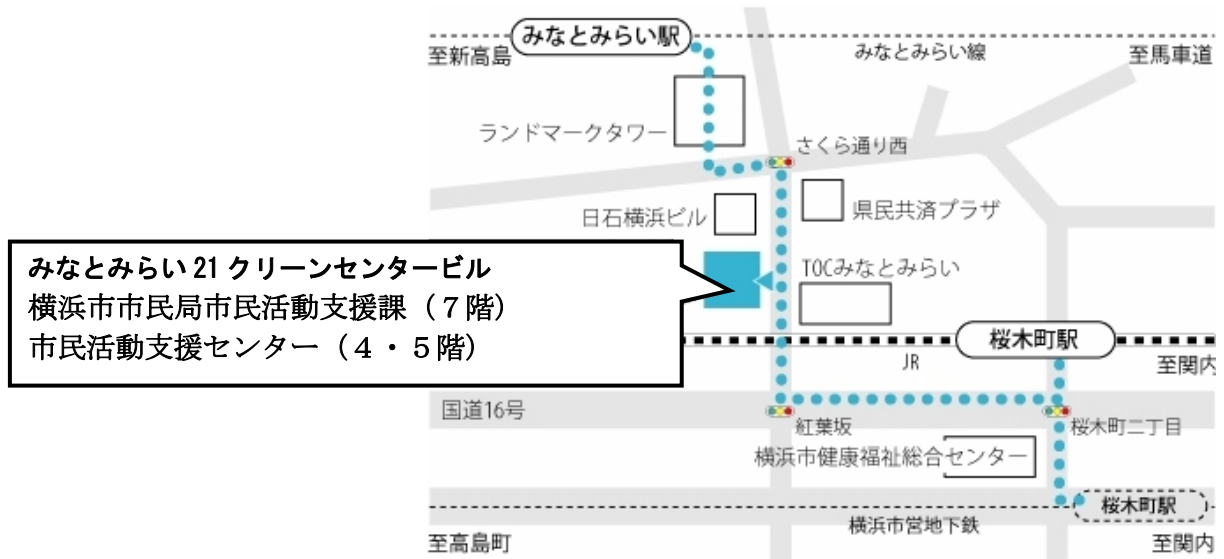 みなとみらい駅
至新高島
みなとみらい線
至馬車道
ランドマークタワー
さくら通り西
日石横浜ビル
県民共済プラザ
みなとみらい21クリーンセンタービル
横浜市市民局市民活動支援課（７階）
市民活動支援センター（４・５階）
TOCみなとみらい
桜木町駅
JR
至関内
国道16号
紅葉坂
桜木町二丁目
横浜市健康福祉総合センター
桜木町駅
横浜市営地下鉄
至高島町
至関内